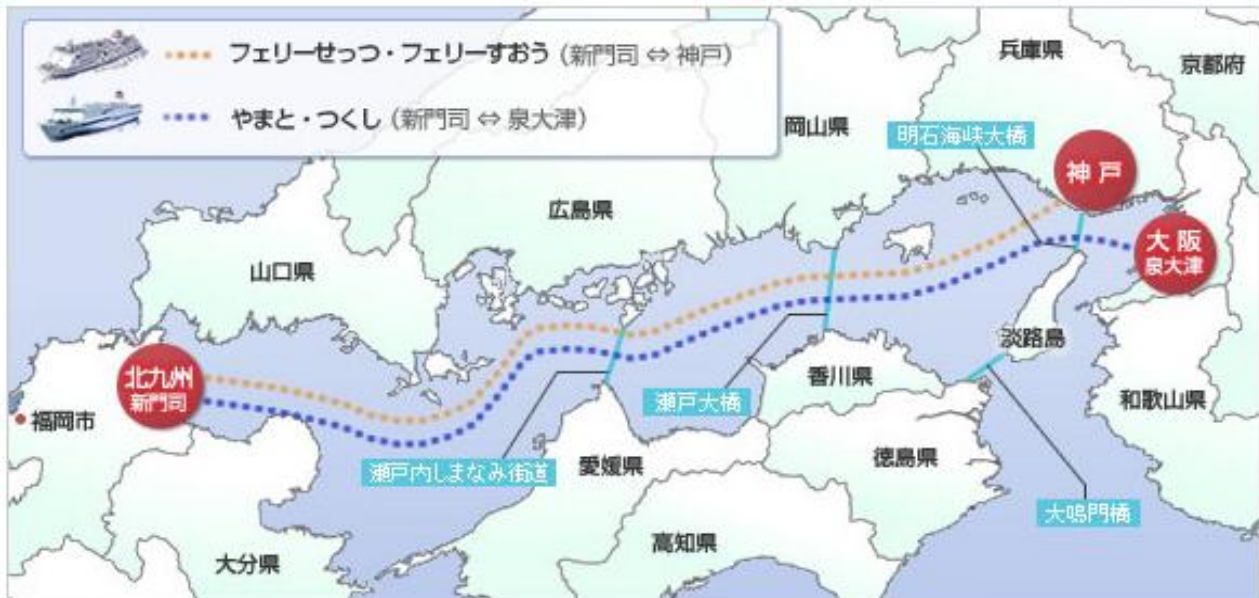 フェリーせっつ・フェリーすおう (新門司 ⇔ 神戸)
やまと・つくし (新門司 ⇔ 泉大津)
兵庫県
京都府
岡山県
明石海峡大橋
神戸
広島県
大阪
泉大津
山口県
淡路島
北九州
新門司
香川県
瀬戸大橋
和歌山県
福岡市
瀬戸内しまなみ街道
愛媛県
徳島県
大鳴門橋
高知県
大分県